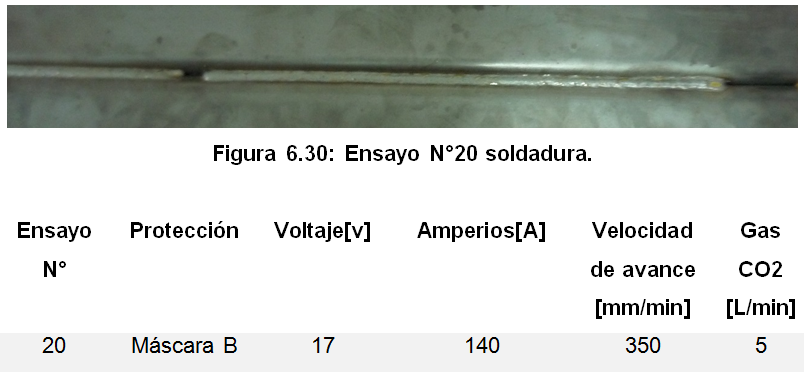 Figura 6.30: Ensayo N°20 soldadura.
Ensayo N° Protección Voltaje[v] Amperios[A] Velocidad de avance [mm/min] Gas CO2 [L/min]
20 Máscara B 17 140 350 5